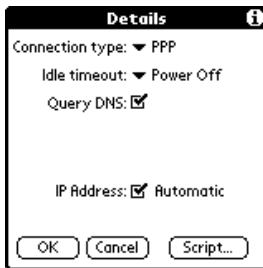 Details
Connection type: PPP
Idle timeout: Power Off
Query DNS:
IP Address: Automatic
OK Cancel Script...